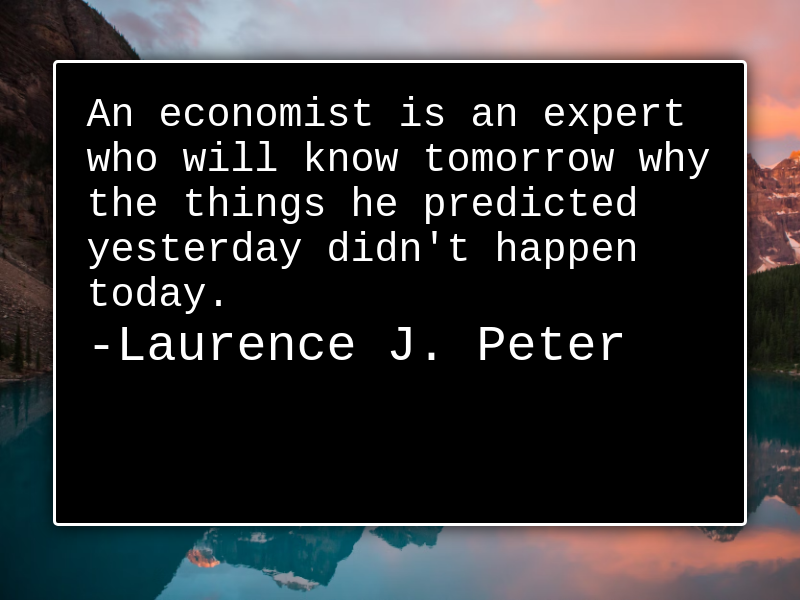 An economist is an expert
who will know tomorrow why
the things he predicted
yesterday didn't happen
today.
-Laurence J. Peter